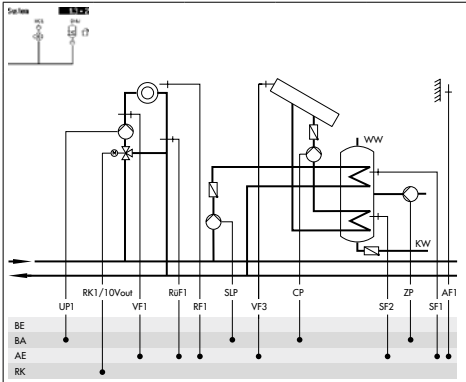 System
WW
KW
RK1/10Vout RüF1 SLP CP ZP AF1
UP1 VF1 RF1 VF3 SF2 SF1
BE
BA
AE
RK